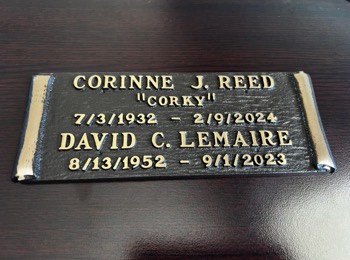 CORINNE J. REED
"CORKY"
7/3/1932 - 2/9/2024
DAVID C. LEMAIRE
8/13/1952 - 9/1/2023